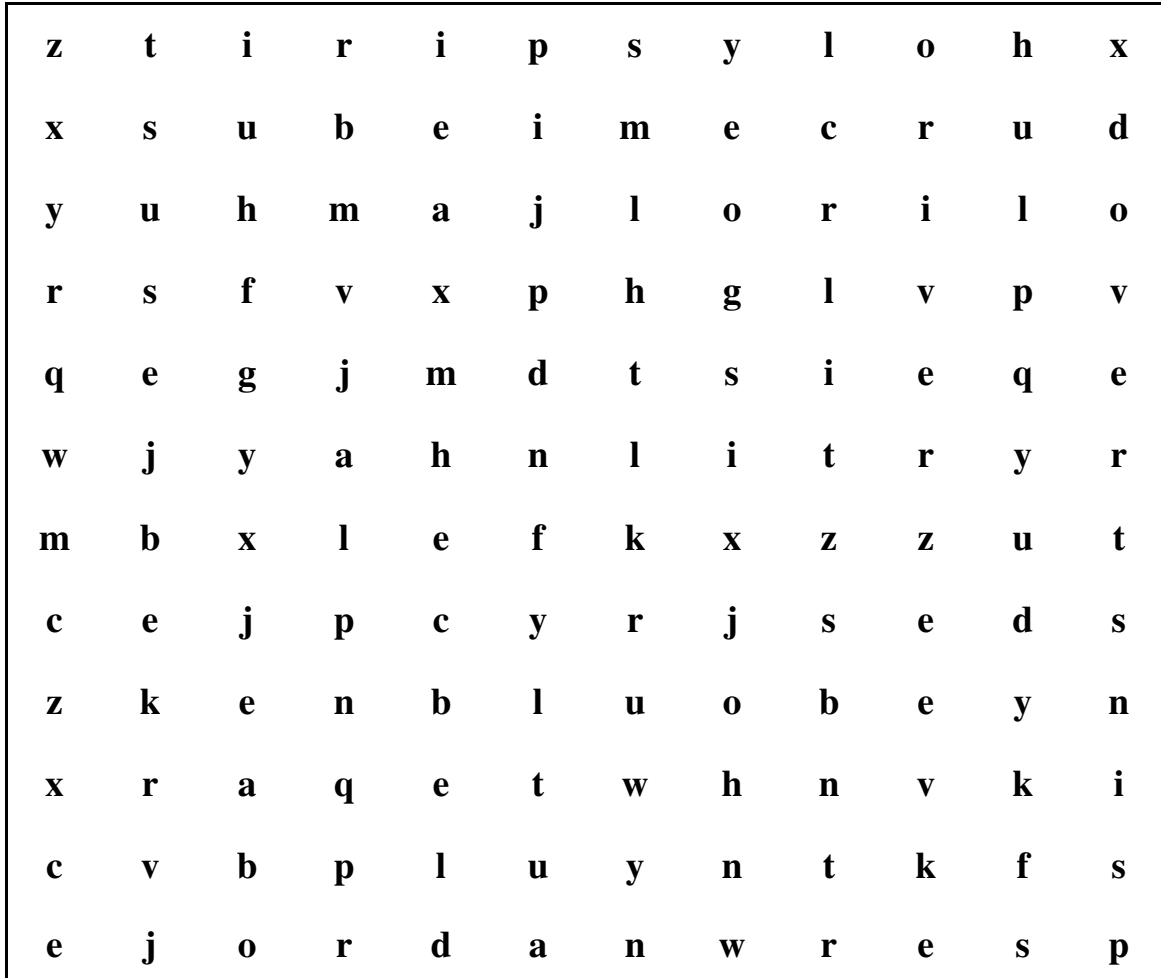 z t i r i p s y l o h x
x s u b e i m e c r u d
y u h m a j l o r i l o
r s f v x p h g l v p v
q e g j m d t s i e q e
w j y a h n l i t r y r
m b x l e f k x z z u t
c e j p c y r j s e d s
z k e n b l u o b e y n
x r a q e t w h n v k i
c v b p l u y n t k f s
e j o r d a n w r e s p